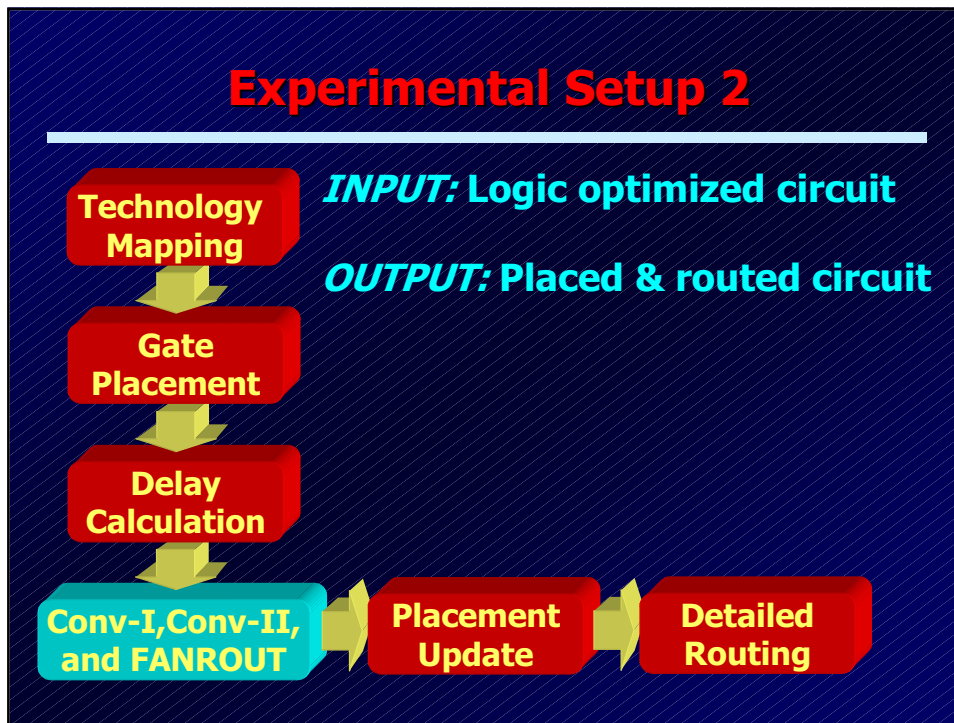 Experimental Setup 2
INPUT: Logic optimized circuit
OUTPUT: Placed & routed circuit
Technology
Mapping
Gate
Placement
Delay
Calculation
Conv-I,Conv-II,
and FANROUT
Placement
Update
Detailed
Routing